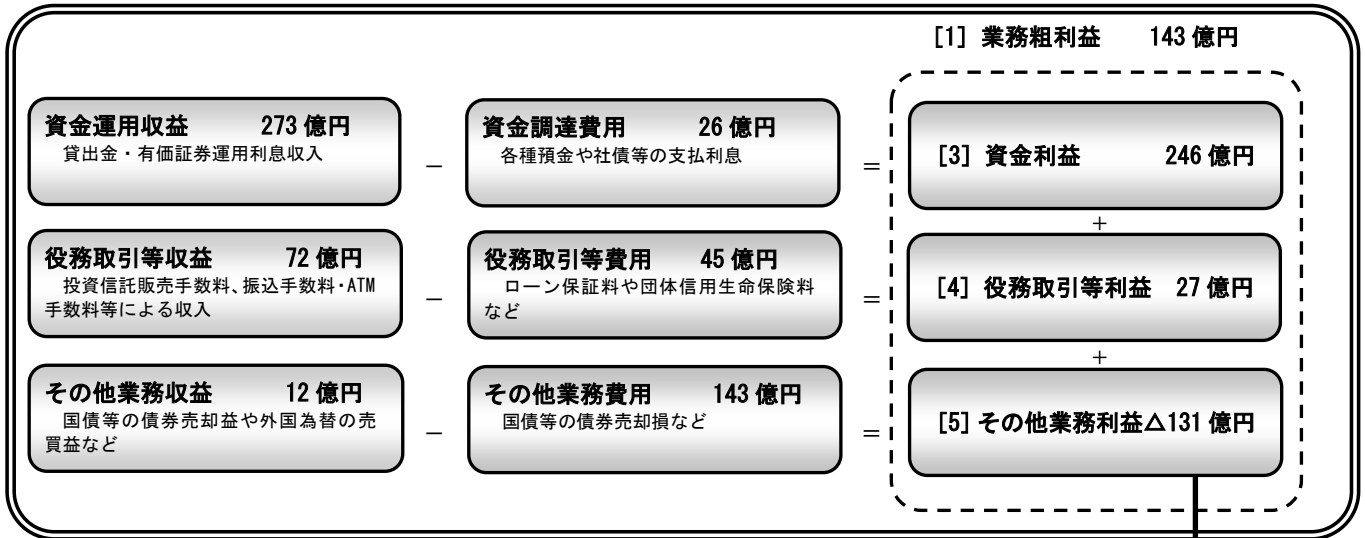 [1] 業務粗利益 143 億円
資金運用収益 273 億円
貸出金・有価証券運用利息収入
－
資金調達費用 26 億円
各種預金や社債等の支払利息
＝
[3] 資金利益 246 億円
＋
役務取引等収益 72 億円
投資信託販売手数料、振込手数料・ATM
手数料等による収入
－
役務取引等費用 45 億円
ローン保証料や団体信用生命保険料
など
＝
[4] 役務取引等利益 27 億円
＋
その他業務収益 12 億円
国債等の債券売却益や外国為替の売
買益など
－
その他業務費用 143 億円
国債等の債券売却損など
＝
[5] その他業務利益△131 億円